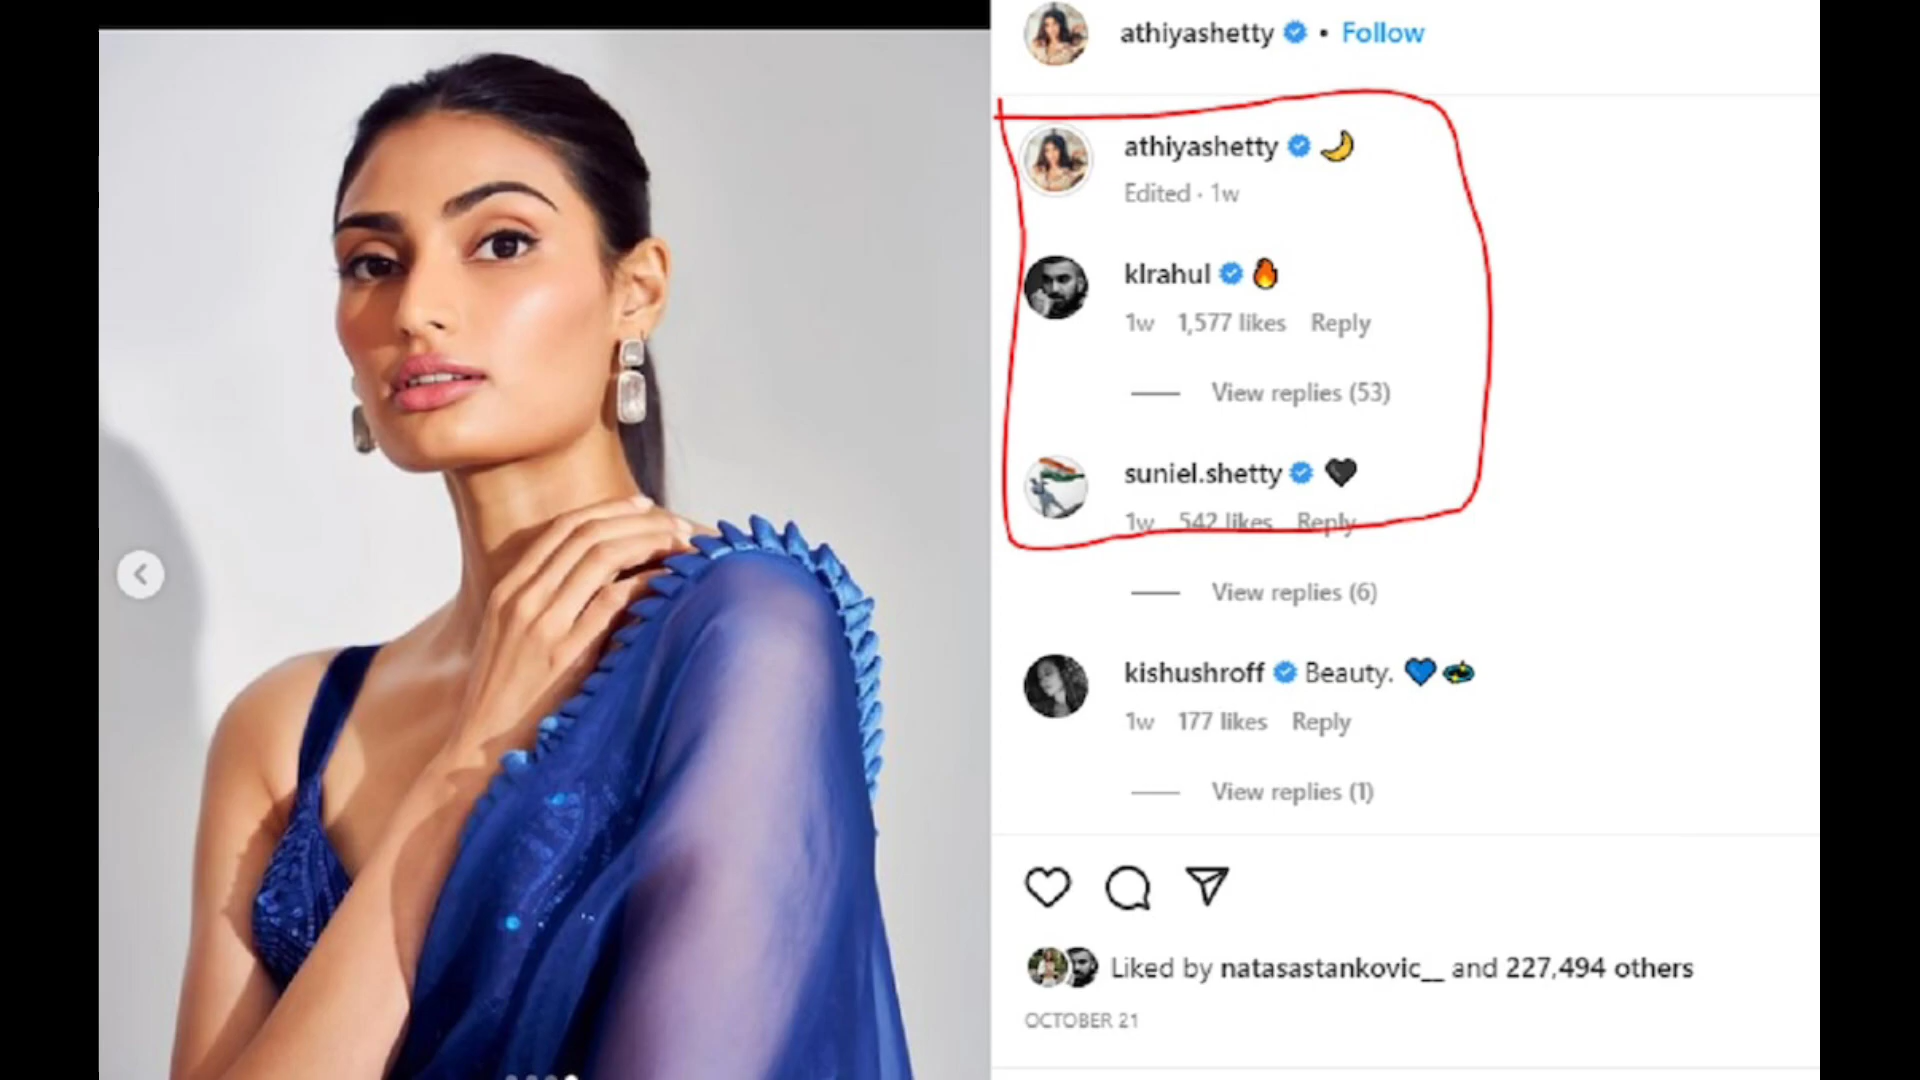 athiyashetty • Follow
athiyashetty 🌙
Edited · 1w
klrahul 🔥
1w 1,577 likes Reply
View replies (53)
suniel.shetty 🖤
1w 542 likes Reply
View replies (6)
kishushroff Beauty. 💙💫
1w 177 likes Reply
View replies (1)
Liked by natasastankovic__ and 227,494 others
OCTOBER 21